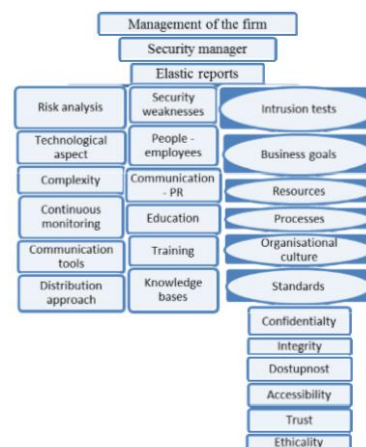 Management of the firm
Security manager
Elastic reports
Risk analysis
Technological
aspect
Complexity
Continuous
monitoring
Communication
tools
Distribution
approach
Security
weaknesses
People -
employees
Communication
- PR
Education
Training
Knowledge
bases
Intrusion tests
Business goals
Resources
Processes
Organisational
culture
Standards
Confidentialty
Integrity
Dostupnost
Accessibility
Trust
Ethicality